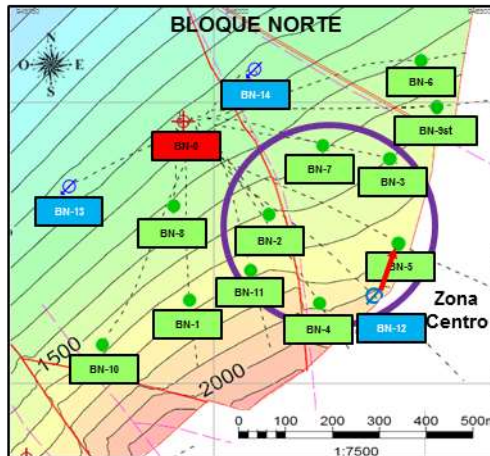 BLOQUE NORTE
N
O E
S
BN-14
BN-6
BN-9st
BN-0
BN-7
BN-3
BN-13
BN-8
BN-2
BN-5
BN-11
Zona
Centro
BN-1
BN-4
BN-12
BN-10
1500
2000
0 100 200 300 400 500m
1:7500